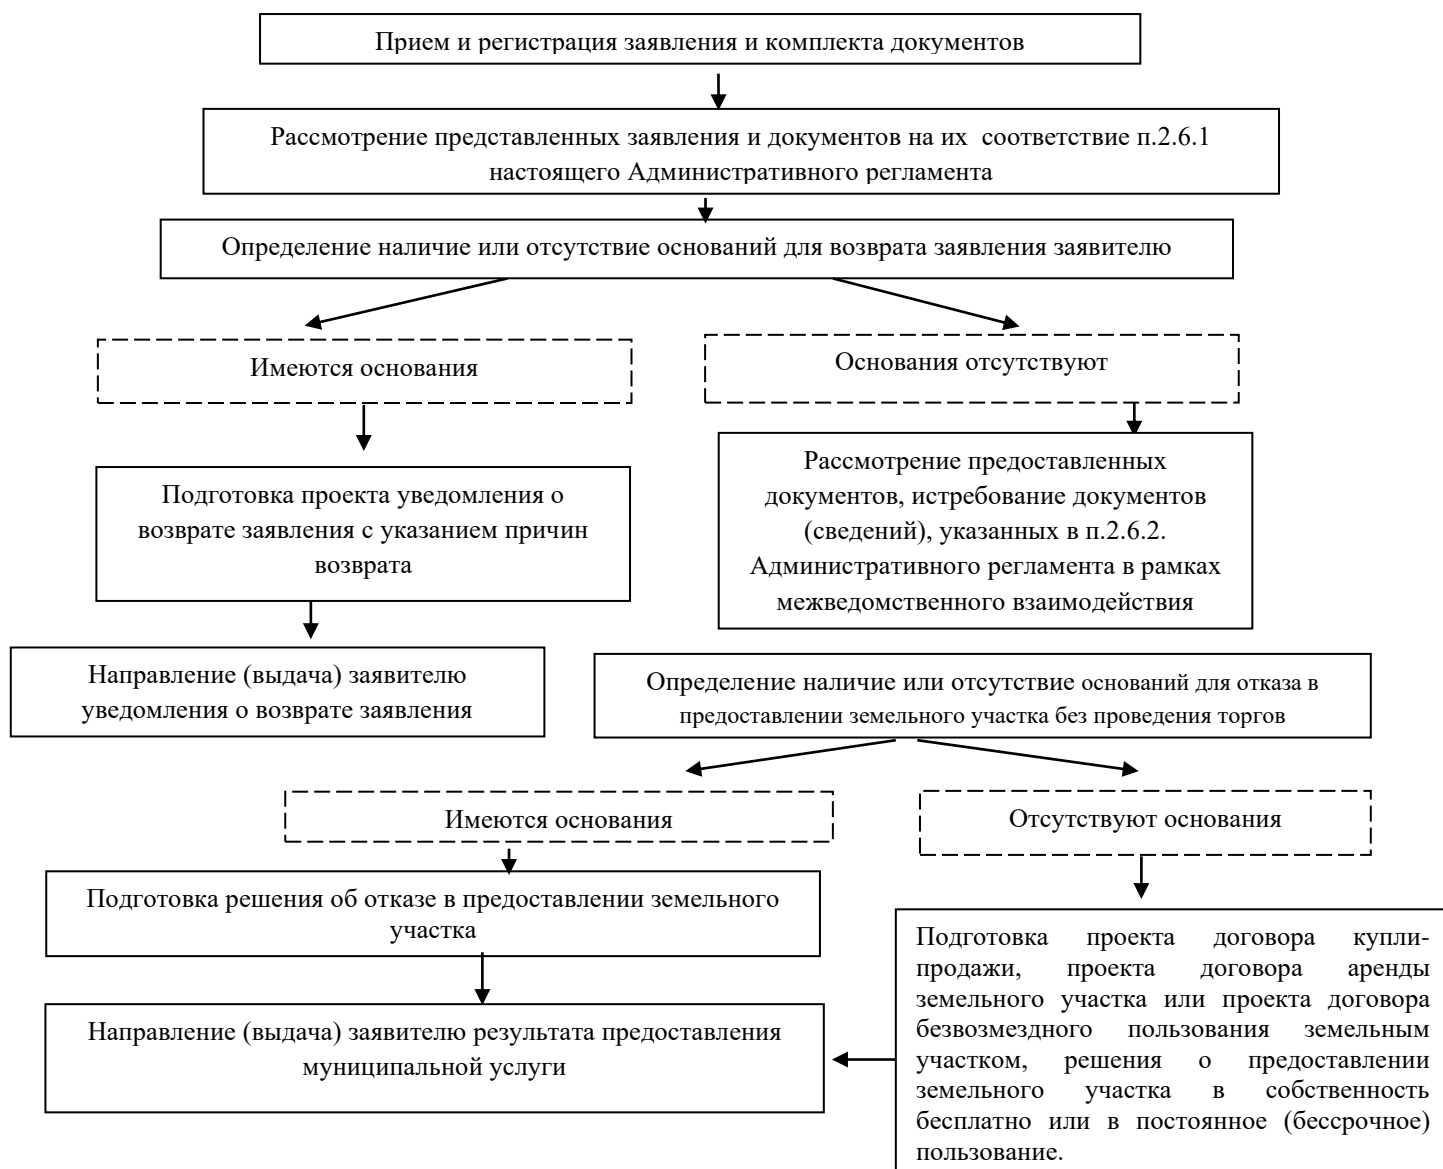 Прием и регистрация заявления и комплекта документов
Рассмотрение представленных заявления и документов на их соответствие п.2.6.1
настоящего Административного регламента
Определение наличие или отсутствие оснований для возврата заявления заявителю
Имеются основания
Основания отсутствуют
Подготовка проекта уведомления о
возврате заявления с указанием причин
возврата
Рассмотрение предоставленных
документов, истребование документов
(сведений), указанных в п.2.6.2.
Административного регламента в рамках
межведомственного взаимодействия
Направление (выдача) заявителю
уведомления о возврате заявления
Определение наличие или отсутствие оснований для отказа в
предоставлении земельного участка без проведения торгов
Имеются основания
Отсутствуют основания
Подготовка решения об отказе в предоставлении земельного
участка
Направление (выдача) заявителю результата предоставления
муниципальной услуги
Подготовка проекта договора купли-
продажи, проекта договора аренды
земельного участка или проекта договора
безвозмездного пользования земельным
участком, решения о предоставлении
земельного участка в собственность
бесплатно или в постоянное (бессрочное)
пользование.